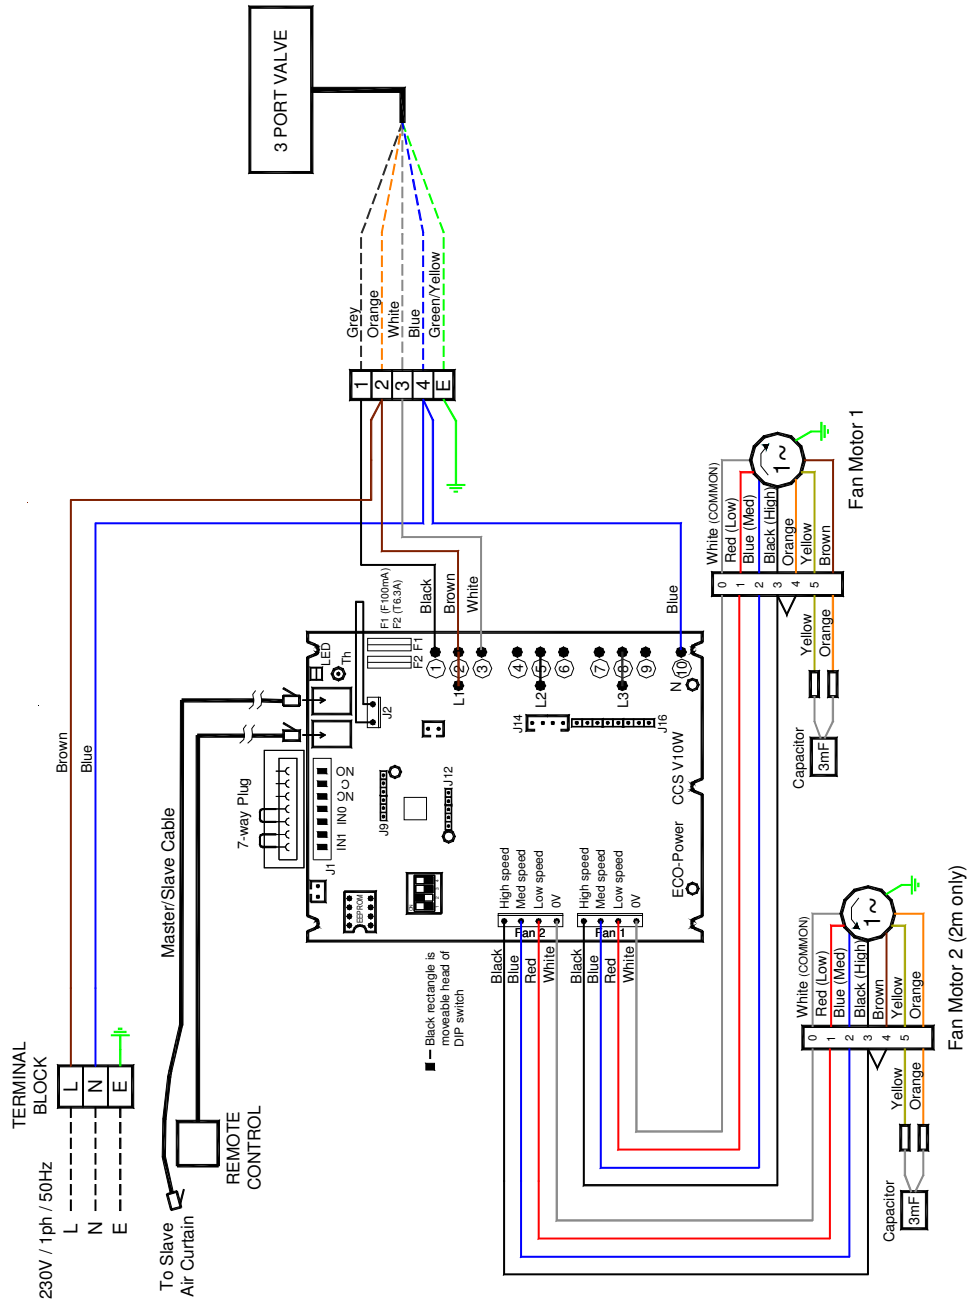 3 PORT VALVE
Grey
Orange
White
Blue
Green/Yellow
1
2
3
4
E
Brown
Blue
Master/Slave Cable
7-way Plug
TERMINAL
BLOCK
L
N
E
230V / 1ph / 50Hz
L
N
E
To Slave
Air Curtain
REMOTE
CONTROL
F1 (F100mA)
F2 (T6.3A)
Black
Brown
White
Blue
LED
Th
F2
F1
J2
1
2
3
4
5
6
7
8
9
10
L1
L2
L3
N
J14
J16
J9
J12
J1
IN1
IN0
NC
C
NO
EEPROM
ECO-Power
CCS V10W
High speed
Med speed
Low speed
0V
Fan 2
High speed
Med speed
Low speed
0V
Fan 1
Black
Blue
Red
White
Black
Blue
Red
White
Black rectangle is
moveable head of
DIP switch
White (COMMON)
Red (Low)
Blue (Med)
Black (High)
Orange
Yellow
Brown
0
1
2
3
4
5
1~
Fan Motor 1
Yellow
Orange
Capacitor
3mF
White (COMMON)
Red (Low)
Blue (Med)
Black (High)
Brown
Yellow
Orange
0
1
2
3
4
5
1~
Fan Motor 2 (2m only)
Yellow
Orange
Capacitor
3mF